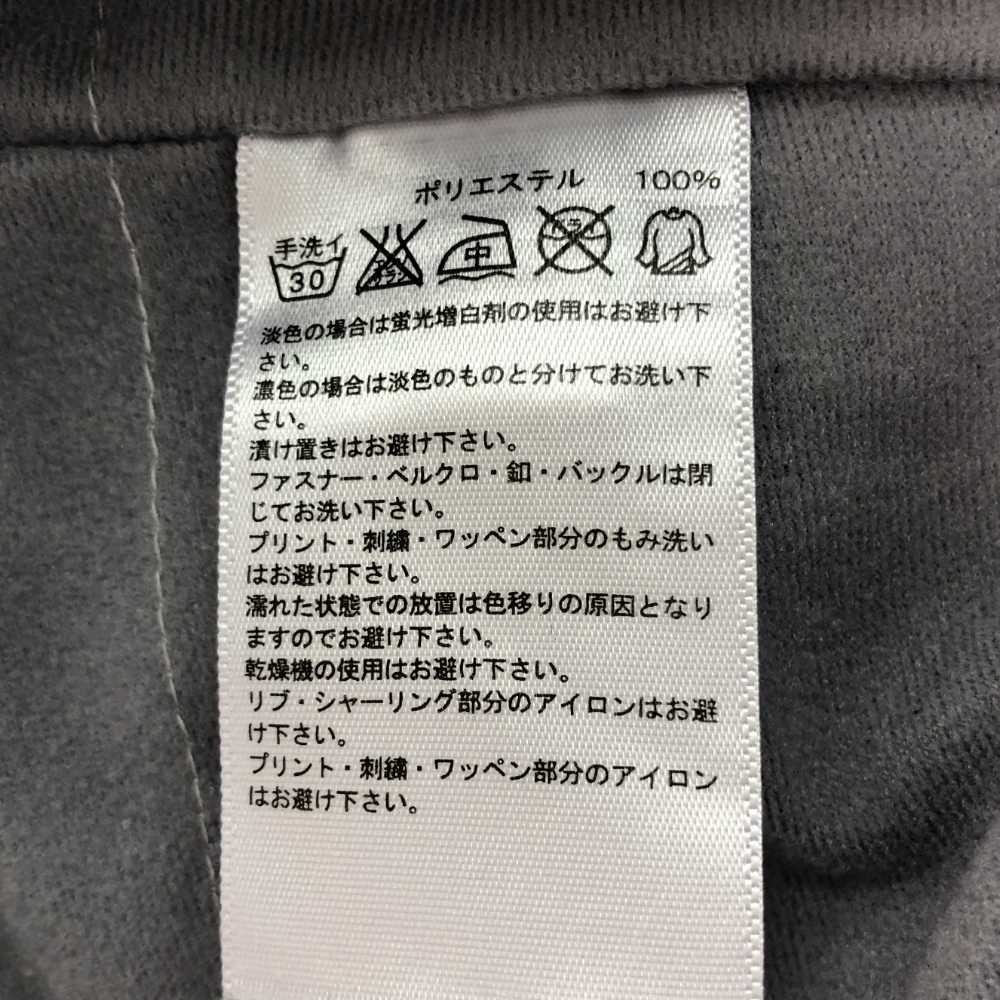 ポリエステル 100%
手洗イ
30
中
淡色の場合は蛍光増白剤の使用はお避け下
さい。
濃色の場合は淡色のものと分けてお洗い下
さい。
漬け置きはお避け下さい。
ファスナー・ベルクロ・釦・バックルは閉
じてお洗い下さい。
プリント・刺繍・ワッペン部分のもみ洗い
はお避け下さい。
濡れた状態での放置は色移りの原因となり
ますのでお避け下さい。
乾燥機の使用はお避け下さい。
リブ・シャーリング部分のアイロンはお避
け下さい。
プリント・刺繍・ワッペン部分のアイロン
はお避け下さい。